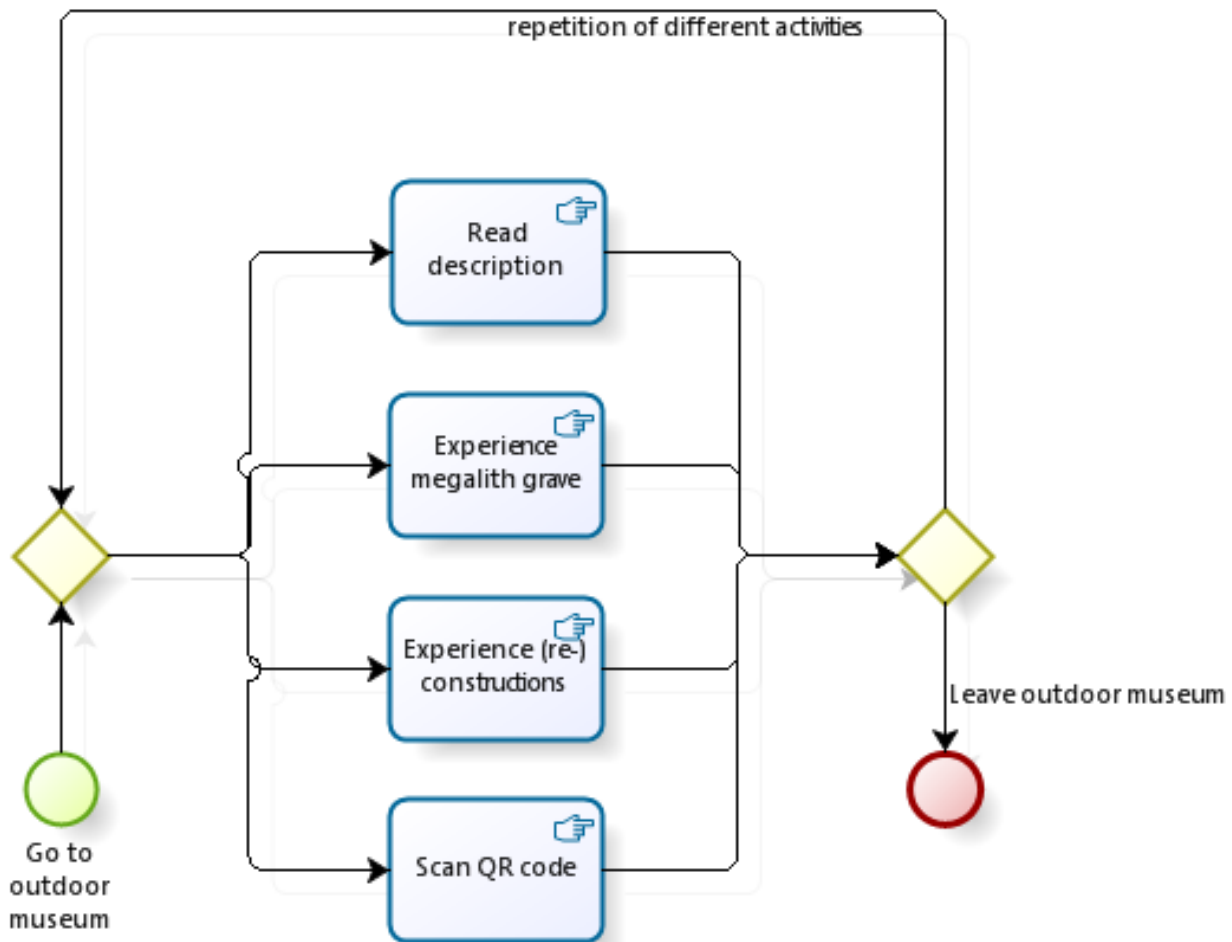 repetition of different activities
Read
description
Experience
megalith grave
Experience (re-)
constructions
Leave outdoor museum
Scan QR code
Go to
outdoor
museum